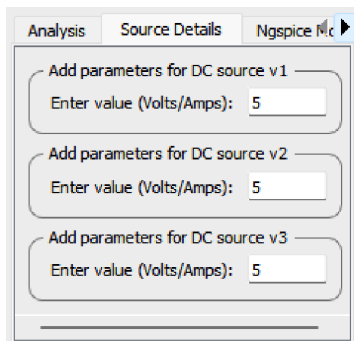 Analysis Source Details Ngspice
Add parameters for DC source v1
Enter value (Volts/Amps): 5
Add parameters for DC source v2
Enter value (Volts/Amps): 5
Add parameters for DC source v3
Enter value (Volts/Amps): 5